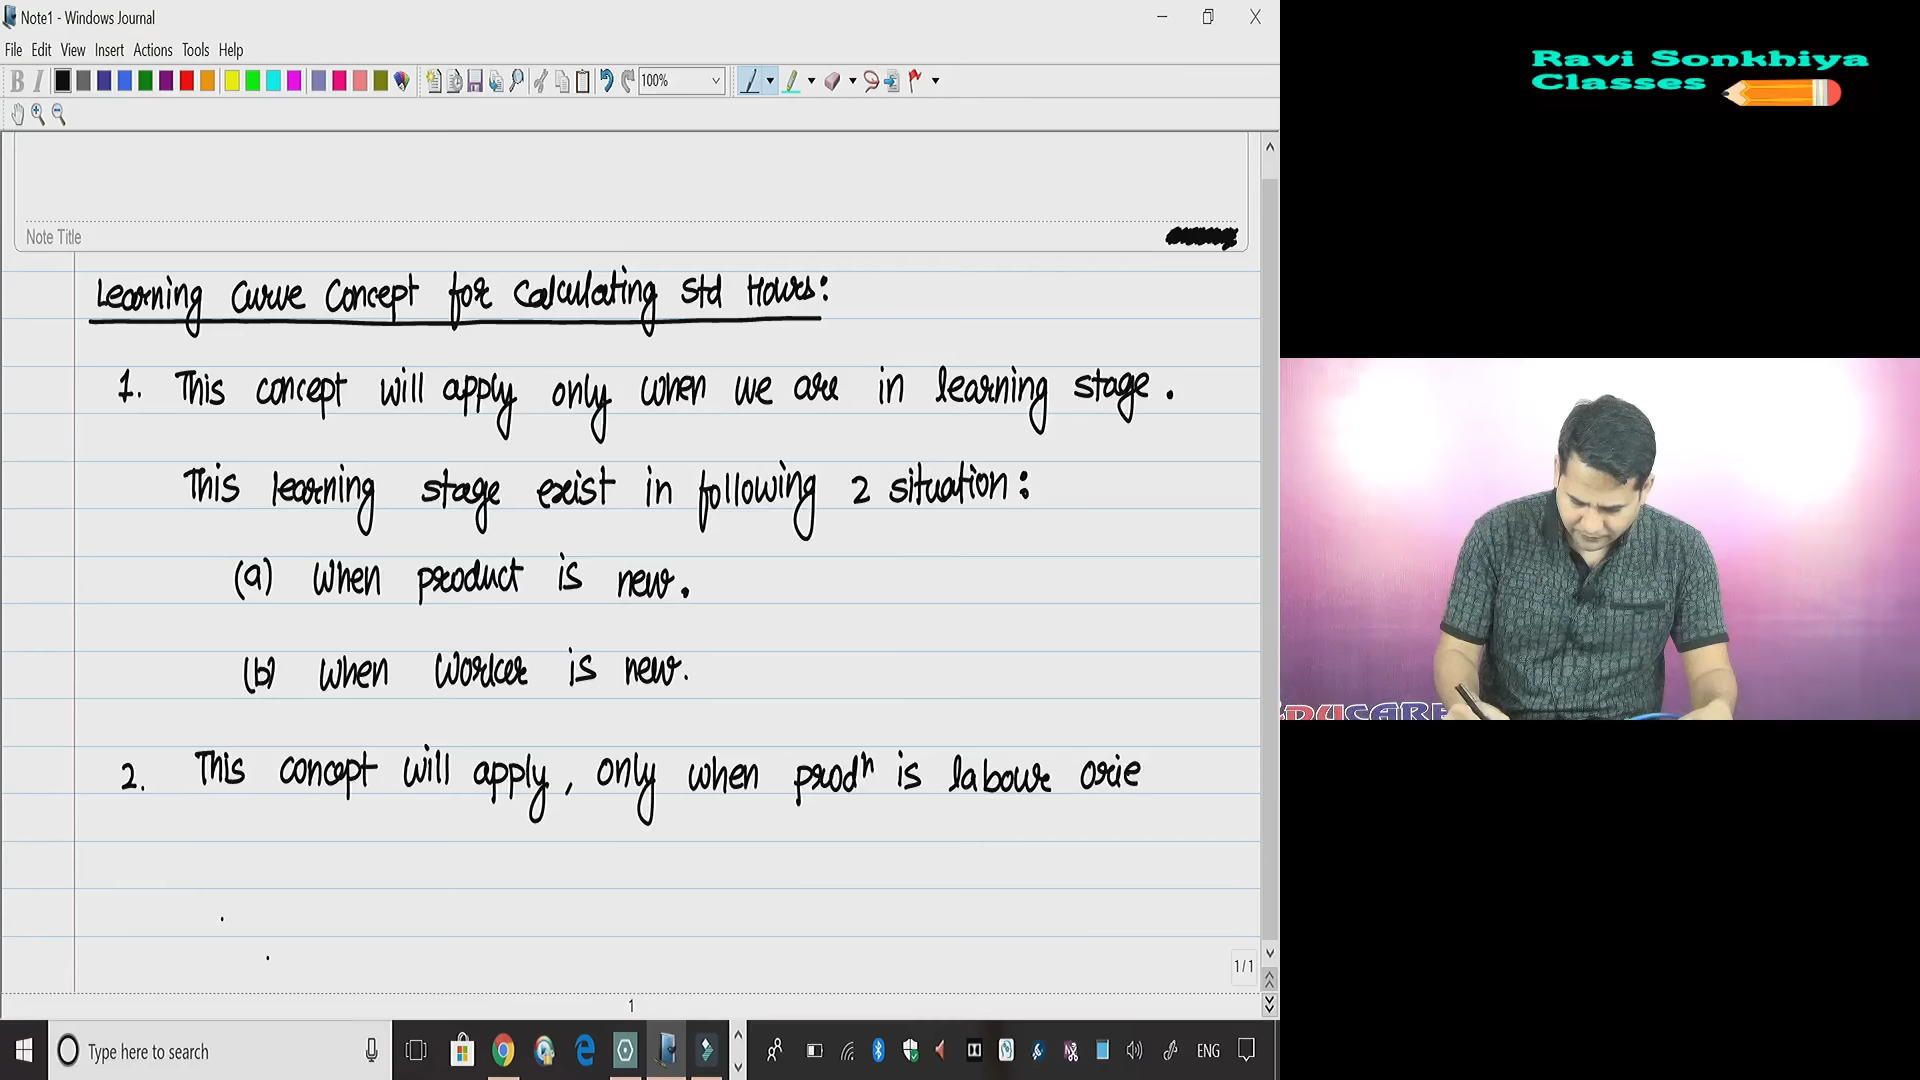 Note1 - Windows Journal
File Edit View Insert Actions Tools Help
100%
Note Title
Learning Curve Concept for Calculating Std Hours:
1. This concept will apply only when we are in learning stage.
This learning stage exist in following 2 situation:
(a) When product is new.
(b) When Worker is new.
2. This concept will apply, only when prodn is labour orie
1/1
1
Type here to search
ENG
Ravi Sonkhiya
Classes
EDUCARE